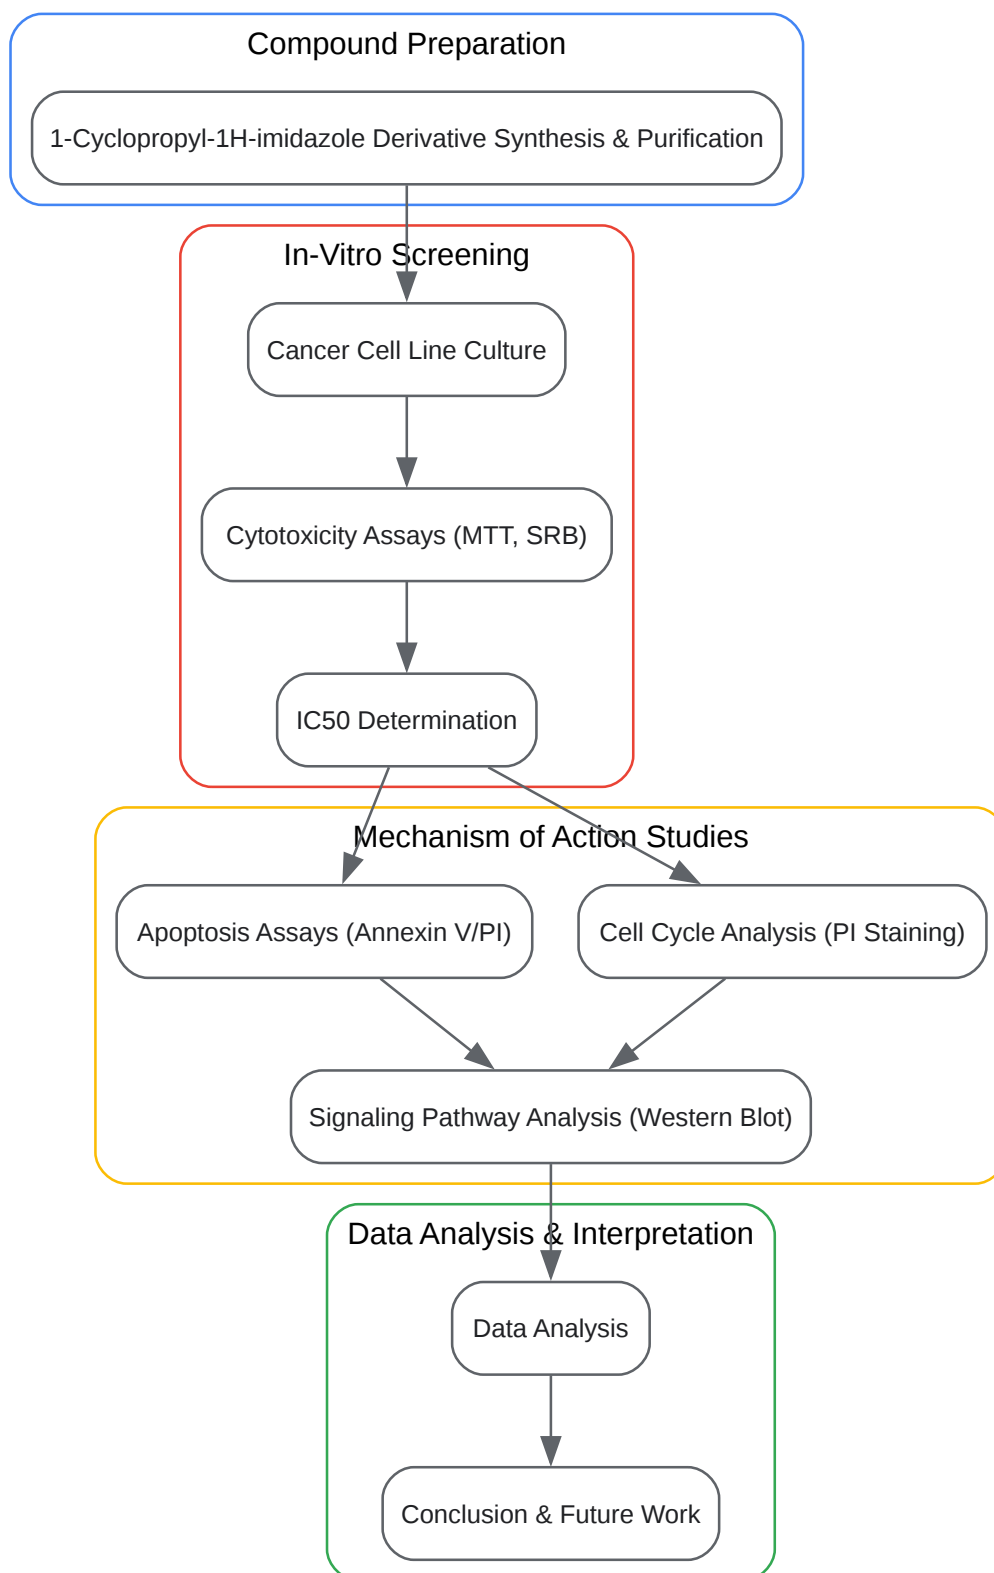 Compound Preparation
1-Cyclopropyl-1H-imidazole Derivative Synthesis & Purification
In-Vitro Screening
Cancer Cell Line Culture
Cytotoxicity Assays (MTT, SRB)
IC50 Determination
Mechanism of Action Studies
Apoptosis Assays (Annexin V/PI)
Cell Cycle Analysis (PI Staining)
Signaling Pathway Analysis (Western Blot)
Data Analysis & Interpretation
Data Analysis
Conclusion & Future Work